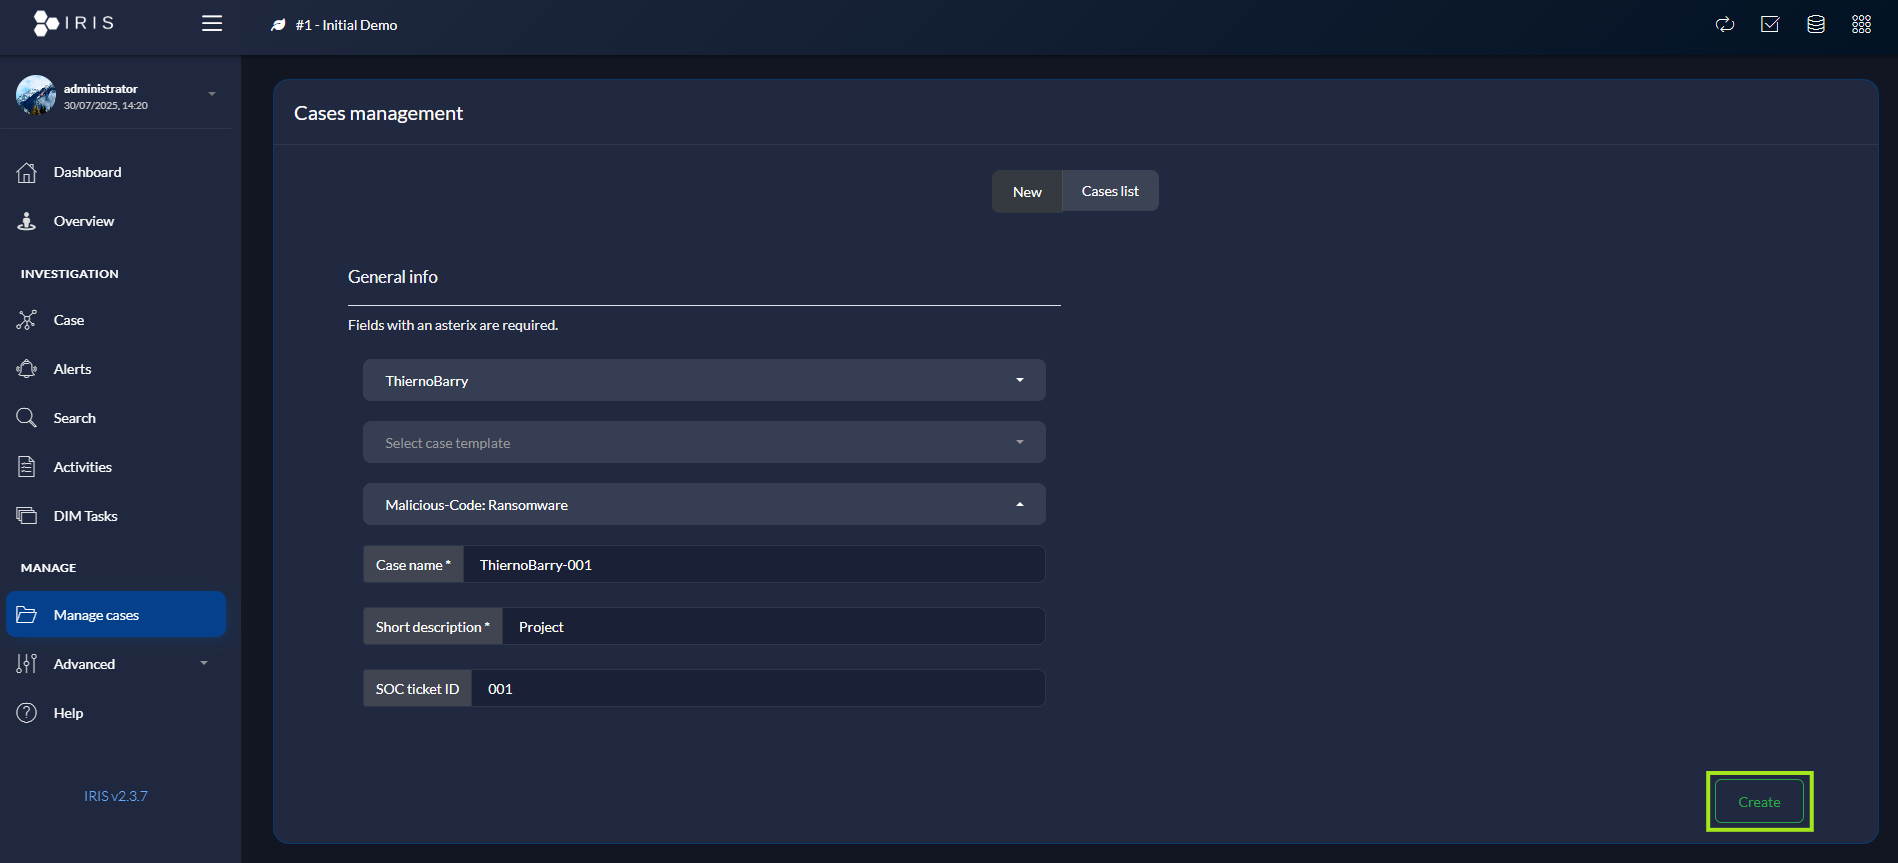 IRIS
#1 - Initial Demo
administrator
30/07/2025, 14:20
Dashboard
Overview
INVESTIGATION
Case
Alerts
Search
Activities
DIM Tasks
MANAGE
Manage cases
Advanced
Help
IRIS v2.3.7
Cases management
New
Cases list
General info
Fields with an asterix are required.
ThiernoBarry
Select case template
Malicious-Code: Ransomware
Case name * ThiernoBarry-001
Short description * Project
SOC ticket ID 001
Create